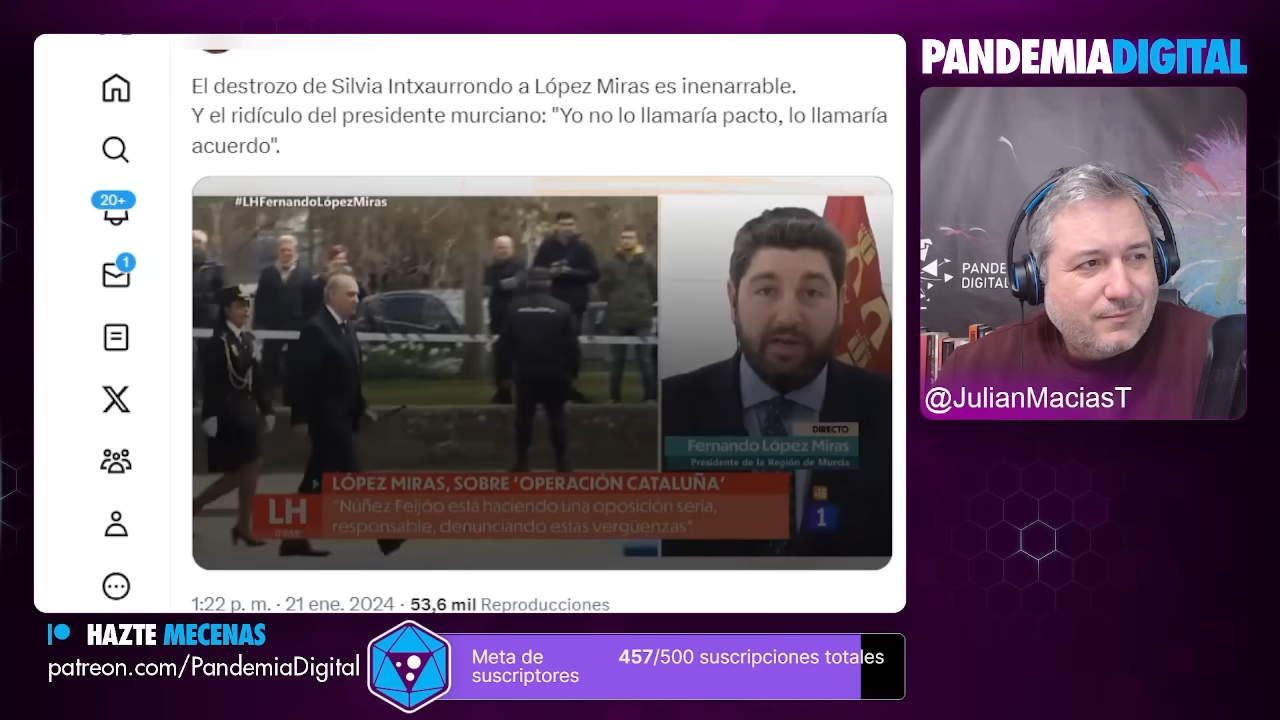 El destrozo de Silvia Intxaurrondo a López Miras es inenarrable.
Y el ridículo del presidente murciano: "Yo no lo llamaría pacto, lo llamaría
acuerdo".
20+
1
#LHFernandoLópezMiras
DIRECTO
Fernando López Miras
Presidente de la Región de Murcia
LÓPEZ MIRAS, SOBRE 'OPERACIÓN CATALUÑA'
LH
"Núñez Feijóo está haciendo una oposición seria,
responsable, denunciando estas vergüenzas"
1
1:22 p. m. · 21 ene. 2024 · 53,6 mil Reproducciones
PANDEMIADIGITAL
PANDE
DIGITAL
@JulianMaciasT
HAZTE MECENAS
patreon.com/PandemiaDigital
Meta de
suscriptores
457/500 suscripciones totales